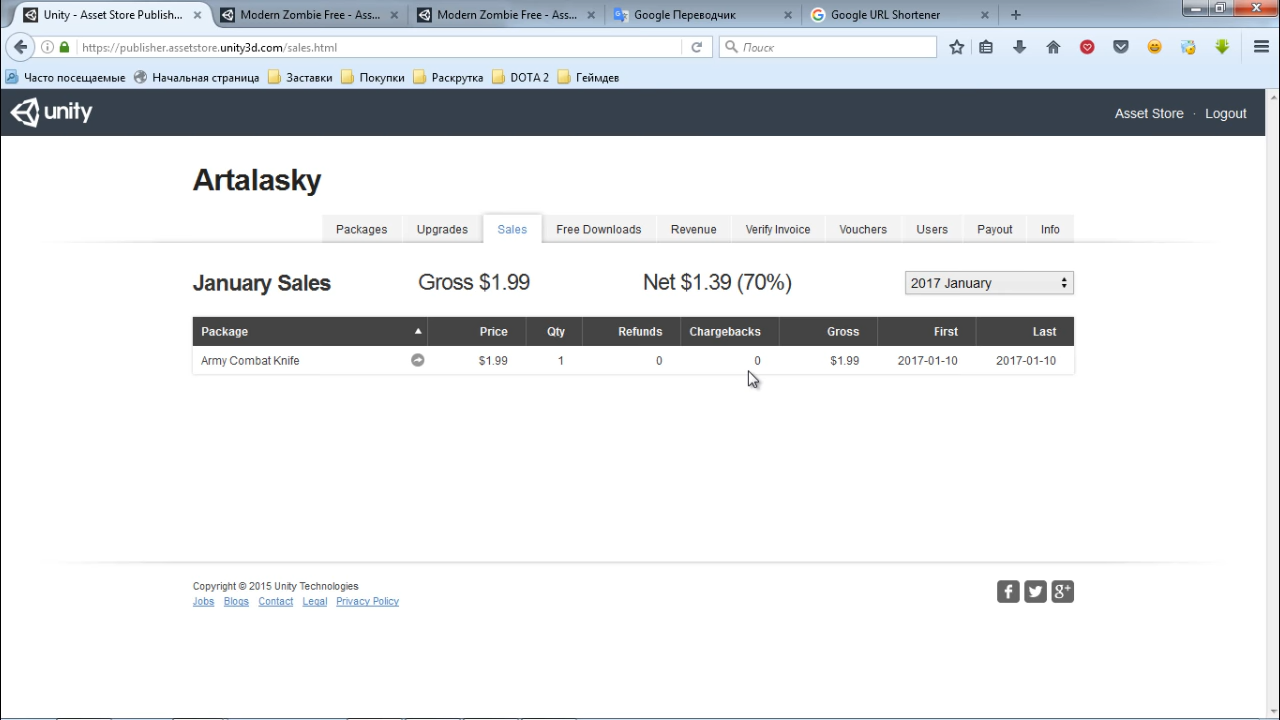 Unity - Asset Store Publish... Modern Zombie Free - Ass... Modern Zombie Free - Ass... Google Переводчик Google URL Shortener
https://publisher.assetstore.unity3d.com/sales.html Поиск
Часто посещаемые Начальная страница Заставки Покупки Раскрутка DOTA 2 Геймдев
unity Asset Store · Logout
Artalasky
Packages Upgrades Sales Free Downloads Revenue Verify Invoice Vouchers Users Payout Info
January Sales Gross $1.99 Net $1.39 (70%) 2017 January
Package Price Qty Refunds Chargebacks Gross First Last
Army Combat Knife $1.99 1 0 0 $1.99 2017-01-10 2017-01-10
Copyright © 2015 Unity Technologies
Jobs Blogs Contact Legal Privacy Policy